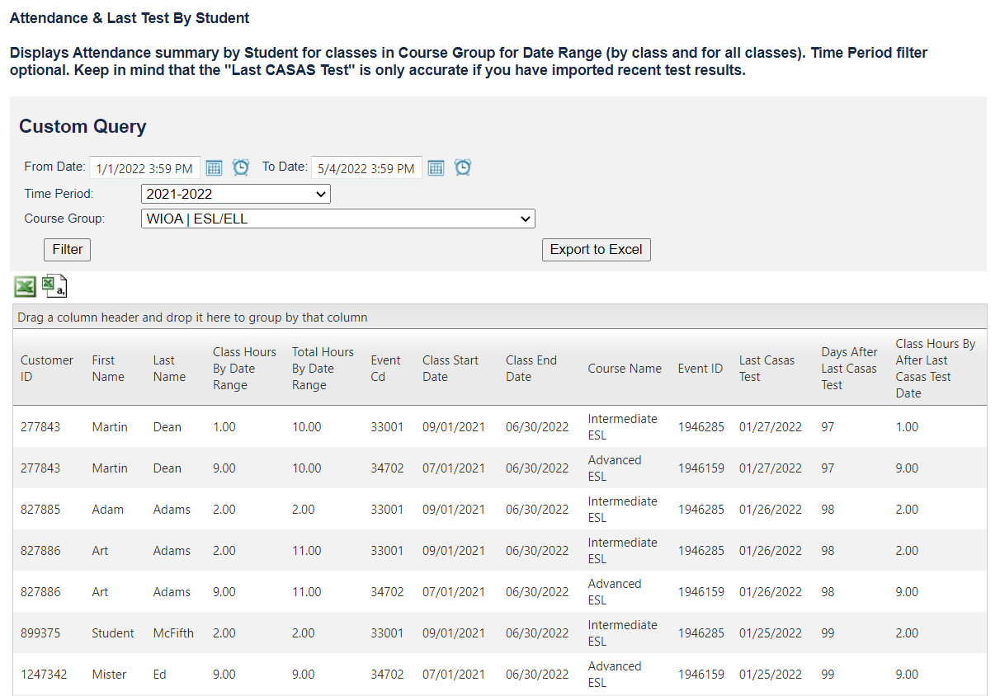 Attendance & Last Test By Student
Displays Attendance summary by Student for classes in Course Group for Date Range (by class and for all classes). Time Period filter
optional. Keep in mind that the "Last CASAS Test" is only accurate if you have imported recent test results.
Custom Query
From Date: 1/1/2022 3:59 PM To Date: 5/4/2022 3:59 PM
Time Period: 2021-2022
Course Group: WIOA | ESL/ELL
Filter Export to Excel
Drag a column header and drop it here to group by that column
Customer ID First Name Last Name Class Hours By Date Range Total Hours By Date Range Event Cd Class Start Date Class End Date Course Name Event ID Last Casas Test Days After Last Casas Test Class Hours By After Last Casas Test Date
277843 Martin Dean 1.00 10.00 33001 09/01/2021 06/30/2022 Intermediate ESL 1946285 01/27/2022 97 1.00
277843 Martin Dean 9.00 10.00 34702 07/01/2021 06/30/2022 Advanced ESL 1946159 01/27/2022 97 9.00
827885 Adam Adams 2.00 2.00 33001 09/01/2021 06/30/2022 Intermediate ESL 1946285 01/26/2022 98 2.00
827886 Art Adams 2.00 11.00 33001 09/01/2021 06/30/2022 Intermediate ESL 1946285 01/26/2022 98 2.00
827886 Art Adams 9.00 11.00 34702 07/01/2021 06/30/2022 Advanced ESL 1946159 01/26/2022 98 9.00
899375 Student McFifth 2.00 2.00 33001 09/01/2021 06/30/2022 Intermediate ESL 1946285 01/25/2022 99 2.00
1247342 Mister Ed 9.00 9.00 34702 07/01/2021 06/30/2022 Advanced ESL 1946159 01/25/2022 99 9.00